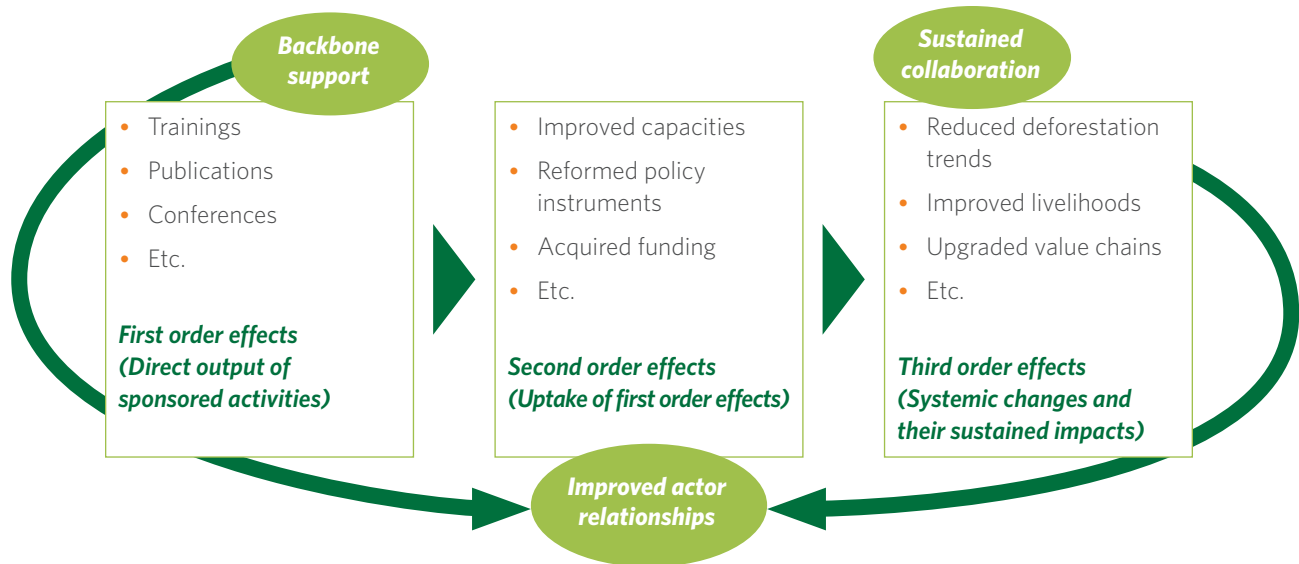 Backbone
support
• Trainings
• Publications
• Conferences
• Etc.
First order effects
(Direct output of
sponsored activities)
• Improved capacities
• Reformed policy
instruments
• Acquired funding
• Etc.
Second order effects
(Uptake of first order effects)
Sustained
collaboration
• Reduced deforestation
trends
• Improved livelihoods
• Upgraded value chains
• Etc.
Third order effects
(Systemic changes and
their sustained impacts)
Improved actor
relationships